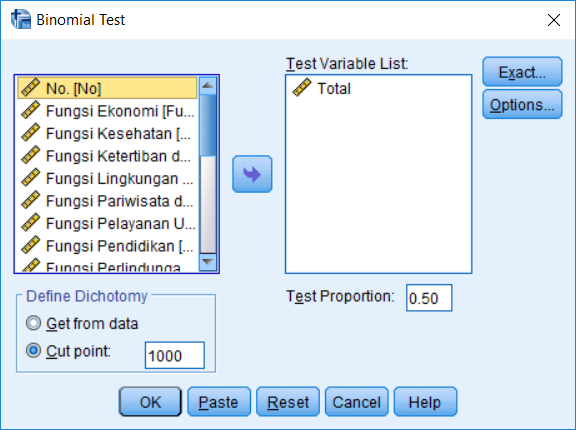 Binomial Test
No. [No]
Fungsi Ekonomi [Fu...
Fungsi Kesehatan [...
Fungsi Ketertiban d...
Fungsi Lingkungan ...
Fungsi Pariwisata d...
Fungsi Pelayanan U...
Fungsi Pendidikan [...
Fungsi Perlindunga...
Test Variable List:
Total
Exact...
Options...
Define Dichotomy
Get from data
Cut point: 1000
Test Proportion: 0.50
OK Paste Reset Cancel Help